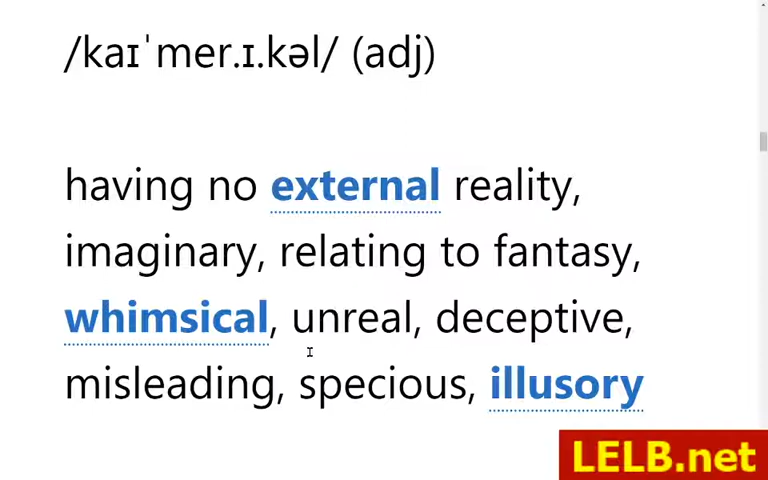 /kaɪˈmer.ɪ.kəl/ (adj)
having no external reality,
imaginary, relating to fantasy,
whimsical, unreal, deceptive,
misleading, specious, illusory
LELB.net